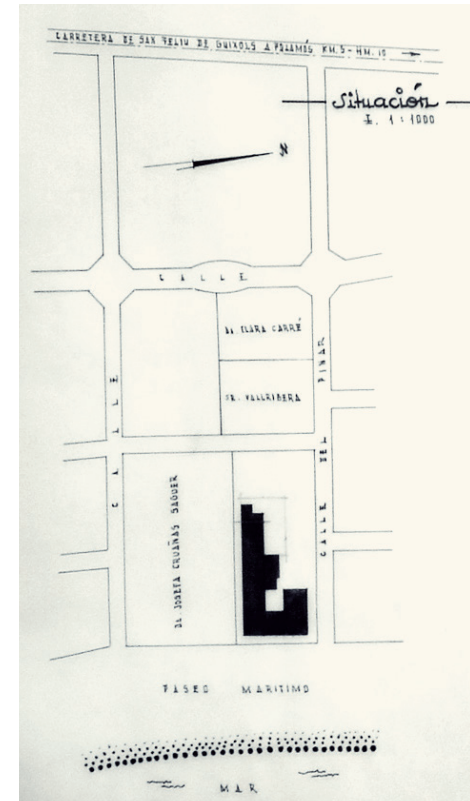 CARRETERA DE SAN FELIU DE GUIXOLS A PALAMÓS KM. 5 - HM. 10
Situación
E. 1:1000
N
CALLE
Da. CLARA CARRÉ
SR. VALLRIBERA
CALLE DEL PINAR
CALLE
Da. JOSEFA CRUAÑAS SAGUER
PASEO MARITIMO
MAR